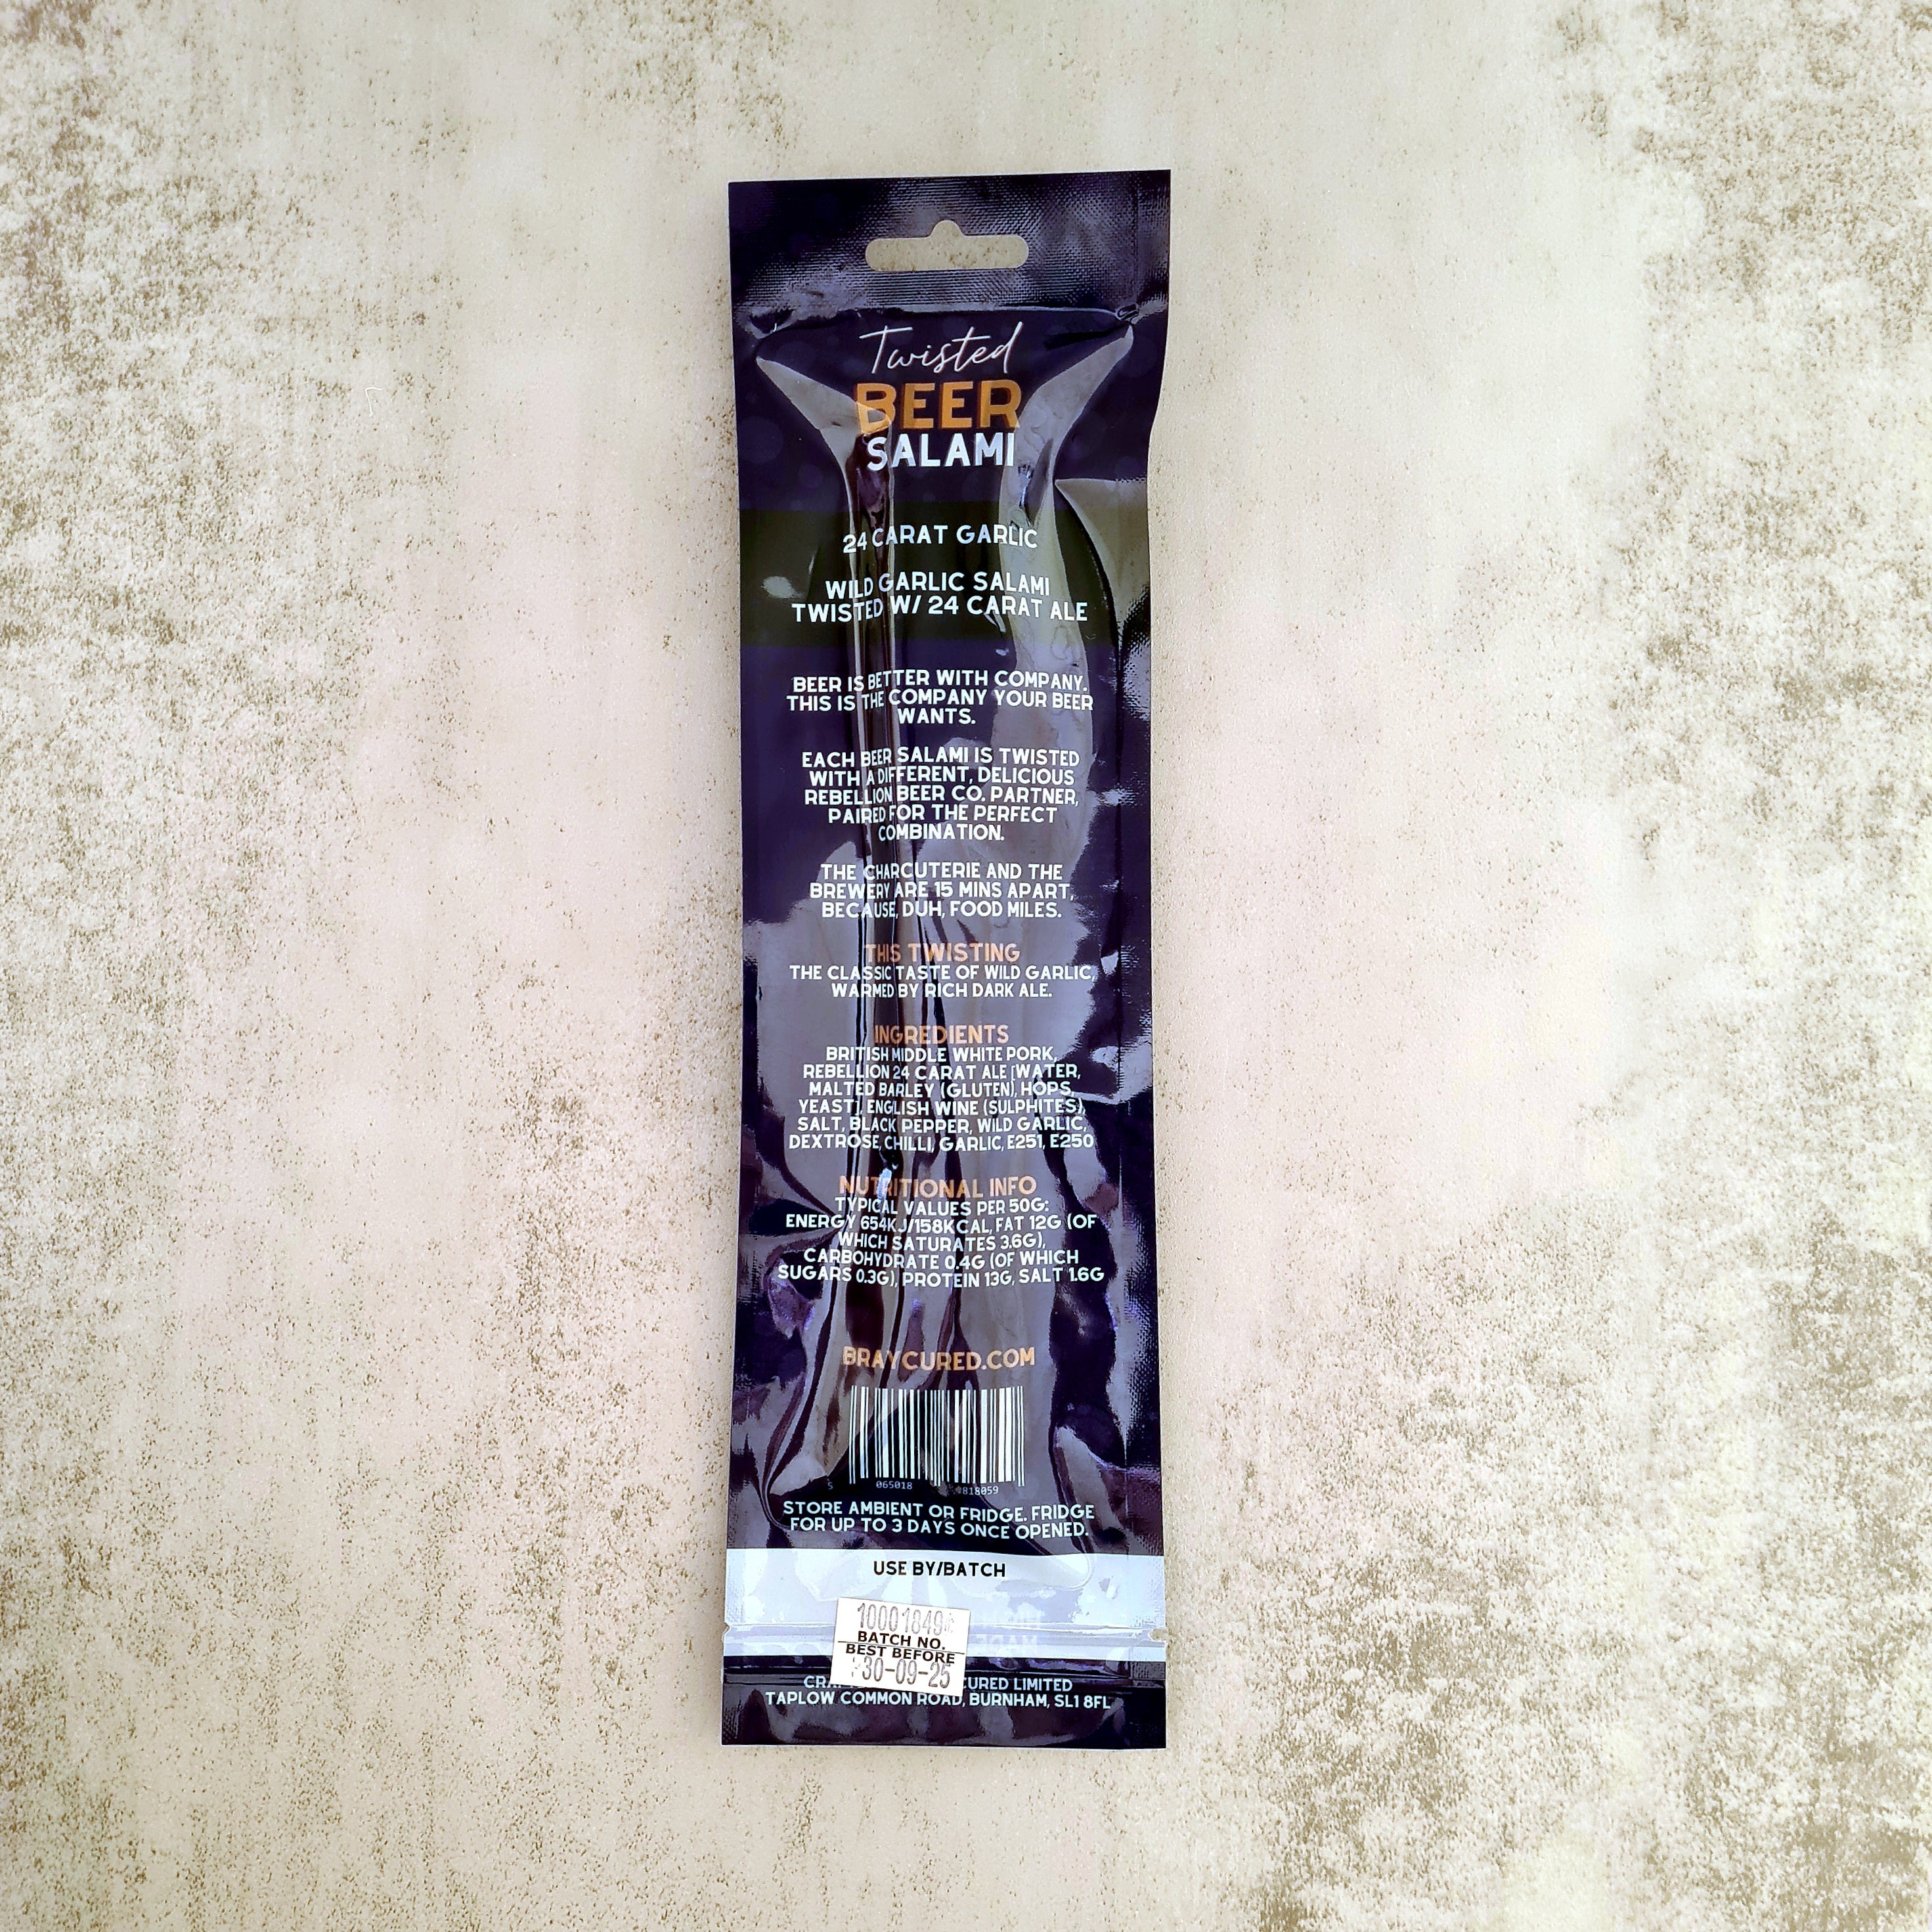 Twisted
BEER
SALAMI
24 CARAT GARLIC
WILD GARLIC SALAMI
TWISTED W/ 24 CARAT ALE
BEER IS BETTER WITH COMPANY.
THIS IS THE COMPANY YOUR BEER
WANTS.
EACH BEER SALAMI IS TWISTED
WITH A DIFFERENT, DELICIOUS
REBELLION BEER CO. PARTNER,
PAIRED FOR THE PERFECT
COMBINATION.
THE CHARCUTERIE AND THE
BREWERY ARE 15 MINS APART,
BECAUSE, DUH, FOOD MILES.
THIS TWISTING
THE CLASSIC TASTE OF WILD GARLIC,
WARMED BY RICH DARK ALE.
INGREDIENTS
BRITISH MIDDLE WHITE PORK,
REBELLION 24 CARAT ALE [WATER,
MALTED BARLEY (GLUTEN), HOPS,
YEAST], ENGLISH WINE (SULPHITES),
SALT, BLACK PEPPER, WILD GARLIC,
DEXTROSE, CHILLI, GARLIC, E251, E250
NUTRITIONAL INFO
TYPICAL VALUES PER 50G:
ENERGY 654KJ/158KCAL, FAT 12G (OF
WHICH SATURATES 3.6G),
CARBOHYDRATE 0.4G (OF WHICH
SUGARS 0.3G), PROTEIN 13G, SALT 1.6G
BRAYCURED.COM
5 065018 818059
STORE AMBIENT OR FRIDGE. FRIDGE
FOR UP TO 3 DAYS ONCE OPENED.
USE BY/BATCH
10001849
BATCH NO.
BEST BEFORE
30-09-25
CURED LIMITED
TAPLOW COMMON ROAD, BURNHAM, SL1 8FL